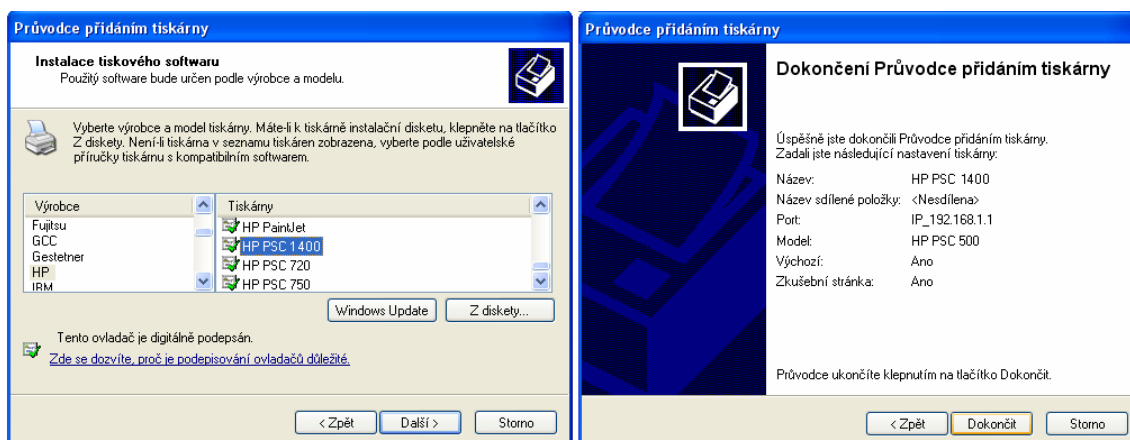 Průvodce přidáním tiskárny
Instalace tiskového softwaru
Použitý software bude určen podle výrobce a modelu.
Vyberte výrobce a model tiskárny. Máte-li k tiskárně instalační disketu, klepněte na tlačítko
Z diskety. Není-li tiskárna v seznamu tiskáren zobrazena, vyberte podle uživatelské
příručky tiskárnu s kompatibilním softwarem.
Výrobce
Fujitsu
GCC
Gestetner
HP
IBM
Tiskárny
HP PaintJet
HP PSC 1400
HP PSC 720
HP PSC 750
Windows Update
Z diskety...
Tento ovladač je digitálně podepsán.
Zde se dozvíte, proč je podepisování ovladačů důležité.
< Zpět
Další >
Storno
Průvodce přidáním tiskárny
Dokončení Průvodce přidáním tiskárny
Úspěšně jste dokončili Průvodce přidáním tiskárny.
Zadali jste následující nastavení tiskárny:
Název: HP PSC 1400
Název sdílené položky: <Nesdílena>
Port: IP_192.168.1.1
Model: HP PSC 500
Výchozí: Ano
Zkušební stránka: Ano
Průvodce ukončíte klepnutím na tlačítko Dokončit.
< Zpět
Dokončit
Storno